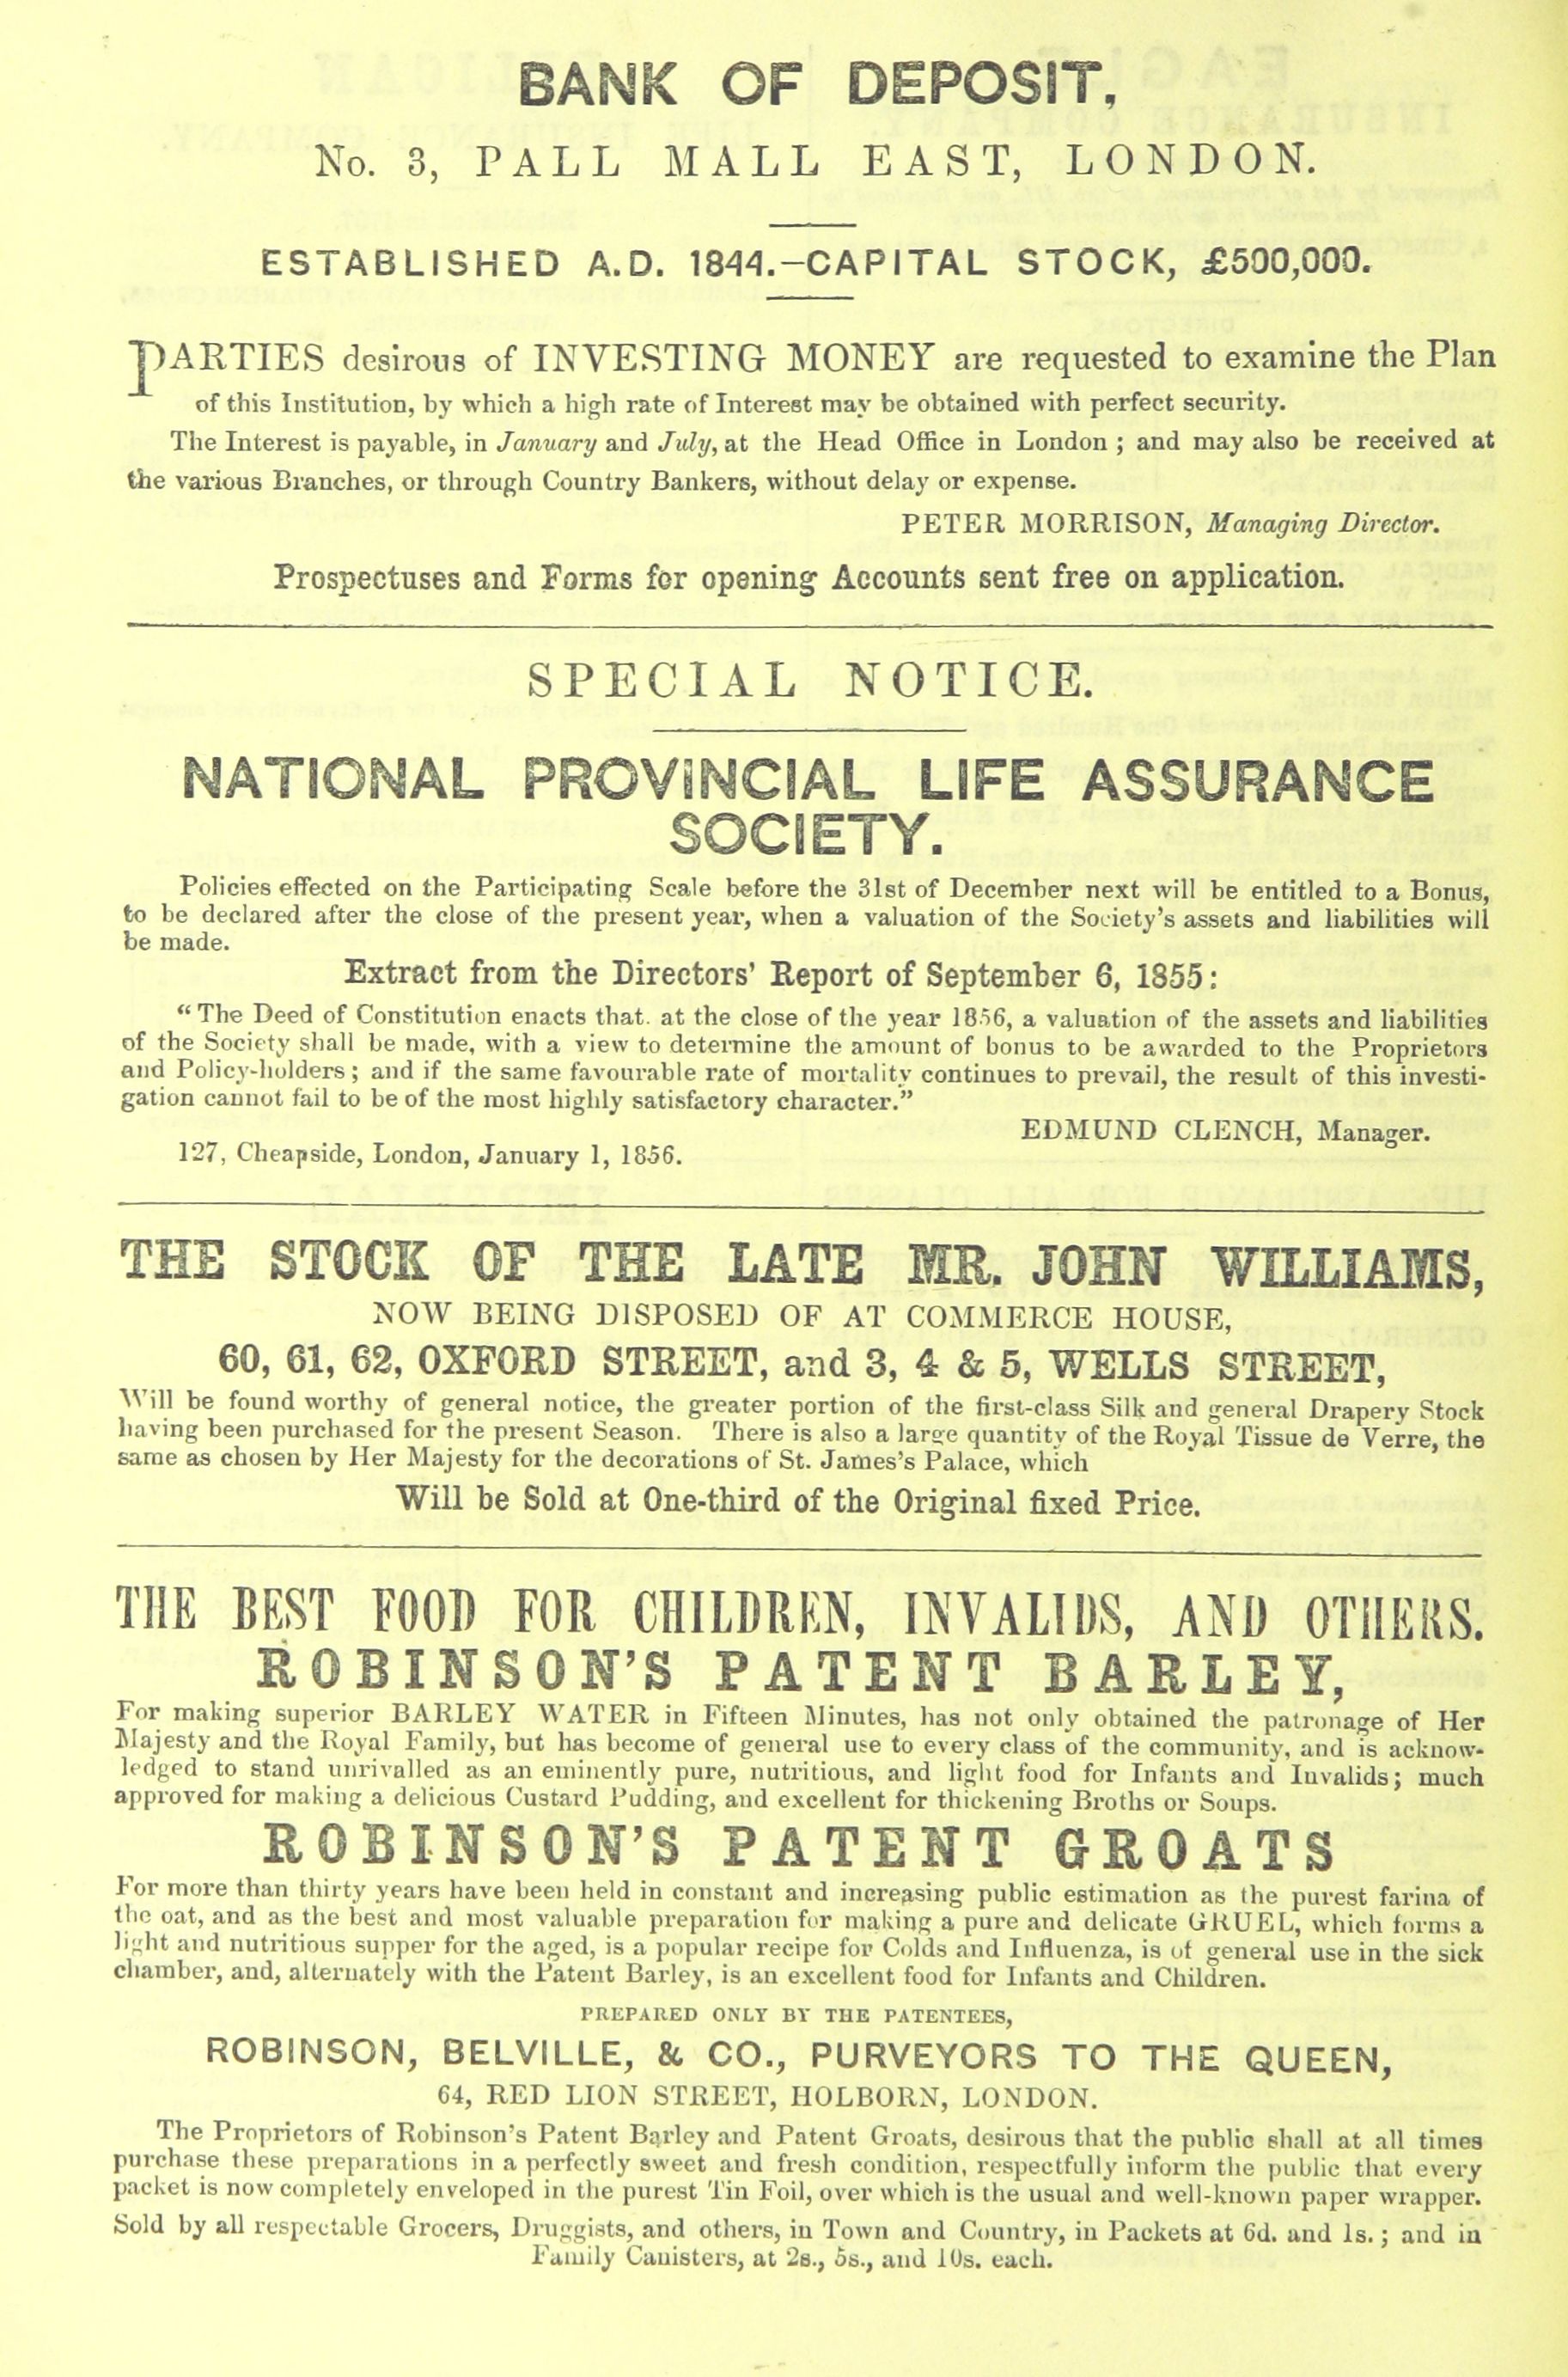 BANK OF DEPOSIT,
No. 3, PALL MALL EAST, LONDON.
ESTABLISHED A.D. 1844.—CAPITAL STOCK, £500,000.
PARTIES desirous of INVESTING MONEY are requested to examine the Plan
of this Institution, by which a high rate of Interest may be obtained with perfect security.
The Interest is payable, in January and July, at the Head Office in London; and may also be received at
the various Branches, or through Country Bankers, without delay or expense.
PETER MORRISON, Managing Director.
Prospectuses and Forms for opening Accounts sent free on application.
SPECIAL NOTICE.
NATIONAL PROVINCIAL LIFE ASSURANCE
SOCIETY.
Policies effected on the Participating Scale before the 31st of December next will be entitled to a Bonus,
to be declared after the close of the present year, when a valuation of the Society's assets and liabilities will
be made.
Extract from the Directors' Report of September 6, 1855:
"The Deed of Constitution enacts that. at the close of the year 1856, a valuation of the assets and liabilities
of the Society shall be made, with a view to determine the amount of bonus to be awarded to the Proprietors
and Policy-holders; and if the same favourable rate of mortality continues to prevail, the result of this investi-
gation cannot fail to be of the most highly satisfactory character."
EDMUND CLENCH, Manager.
127, Cheapside, London, January 1, 1856.
THE STOCK OF THE LATE MR. JOHN WILLIAMS,
NOW BEING DISPOSED OF AT COMMERCE HOUSE,
60, 61, 62, OXFORD STREET, and 3, 4 & 5, WELLS STREET,
Will be found worthy of general notice, the greater portion of the first-class Silk and general Drapery Stock
having been purchased for the present Season. There is also a large quantity of the Royal Tissue de Verre, the
same as chosen by Her Majesty for the decorations of St. James's Palace, which
Will be Sold at One-third of the Original fixed Price.
THE BEST FOOD FOR CHILDREN, INVALIDS, AND OTHERS.
ROBINSON'S PATENT BARLEY,
For making superior BARLEY WATER in Fifteen Minutes, has not only obtained the patronage of Her
Majesty and the Royal Family, but has become of general use to every class of the community, and is acknow-
ledged to stand unrivalled as an eminently pure, nutritious, and light food for Infants and Invalids; much
approved for making a delicious Custard Pudding, and excellent for thickening Broths or Soups.
ROBINSON'S PATENT GROATS
For more than thirty years have been held in constant and increasing public estimation as the purest farina of
the oat, and as the best and most valuable preparation for making a pure and delicate GRUEL, which forms a
light and nutritious supper for the aged, is a popular recipe for Colds and Influenza, is of general use in the sick
chamber, and, alternately with the Patent Barley, is an excellent food for Infants and Children.
PREPARED ONLY BY THE PATENTEES,
ROBINSON, BELVILLE, & CO., PURVEYORS TO THE QUEEN,
64, RED LION STREET, HOLBORN, LONDON.
The Proprietors of Robinson's Patent Barley and Patent Groats, desirous that the public shall at all times
purchase these preparations in a perfectly sweet and fresh condition, respectfully inform the public that every
packet is now completely enveloped in the purest Tin Foil, over which is the usual and well-known paper wrapper.
Sold by all respectable Grocers, Druggists, and others, in Town and Country, in Packets at 6d. and 1s.; and in
Family Canisters, at 2s., 5s., and 10s. each.